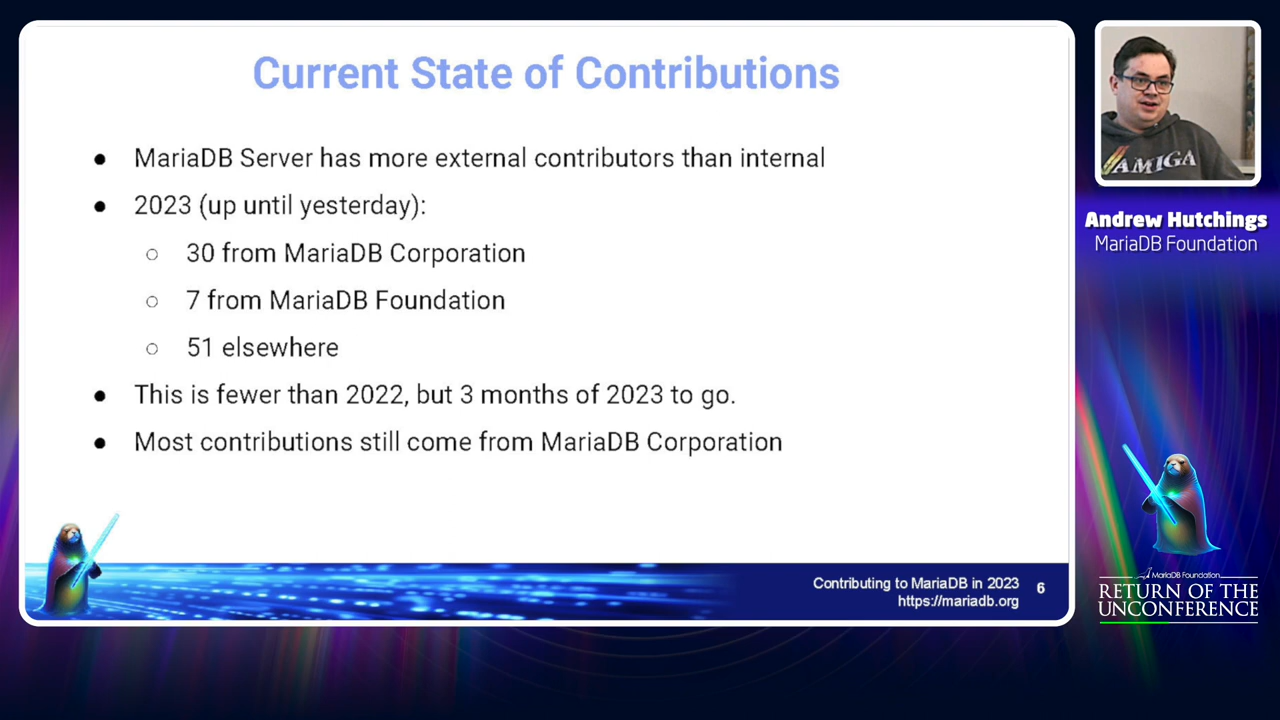 Current State of Contributions
● MariaDB Server has more external contributors than internal
● 2023 (up until yesterday):
○ 30 from MariaDB Corporation
○ 7 from MariaDB Foundation
○ 51 elsewhere
● This is fewer than 2022, but 3 months of 2023 to go.
● Most contributions still come from MariaDB Corporation
Contributing to MariaDB in 2023
https://mariadb.org
6
AMIGA
Andrew Hutchings
MariaDB Foundation
MariaDB Foundation
RETURN OF THE
UNCONFERENCE